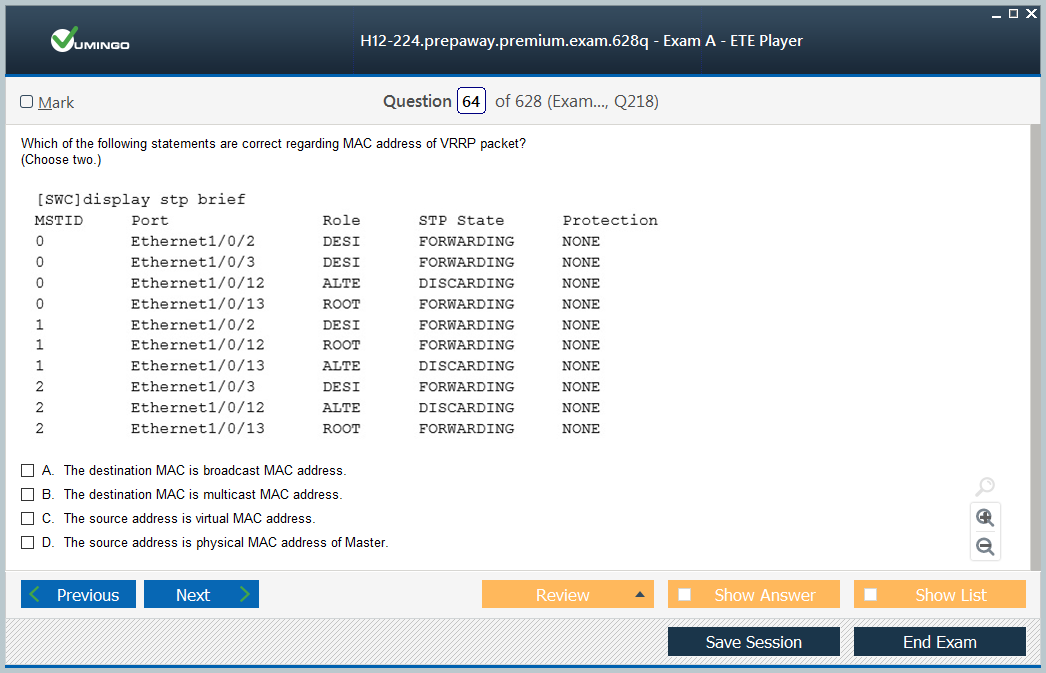 VUMINGO
H12-224.prepaway.premium.exam.628q - Exam A - ETE Player
Mark
Question 64 of 628 (Exam..., Q218)
Which of the following statements are correct regarding MAC address of VRRP packet?
(Choose two.)
[SWC]display stp brief
MSTID Port Role STP State Protection
0 Ethernet1/0/2 DESI FORWARDING NONE
0 Ethernet1/0/3 DESI FORWARDING NONE
0 Ethernet1/0/12 ALTE DISCARDING NONE
0 Ethernet1/0/13 ROOT FORWARDING NONE
1 Ethernet1/0/2 DESI FORWARDING NONE
1 Ethernet1/0/12 ROOT FORWARDING NONE
1 Ethernet1/0/13 ALTE DISCARDING NONE
2 Ethernet1/0/3 DESI FORWARDING NONE
2 Ethernet1/0/12 ALTE DISCARDING NONE
2 Ethernet1/0/13 ROOT FORWARDING NONE
A. The destination MAC is broadcast MAC address.
B. The destination MAC is multicast MAC address.
C. The source address is virtual MAC address.
D. The source address is physical MAC address of Master.
Previous Next Review Show Answer Show List
Save Session End Exam